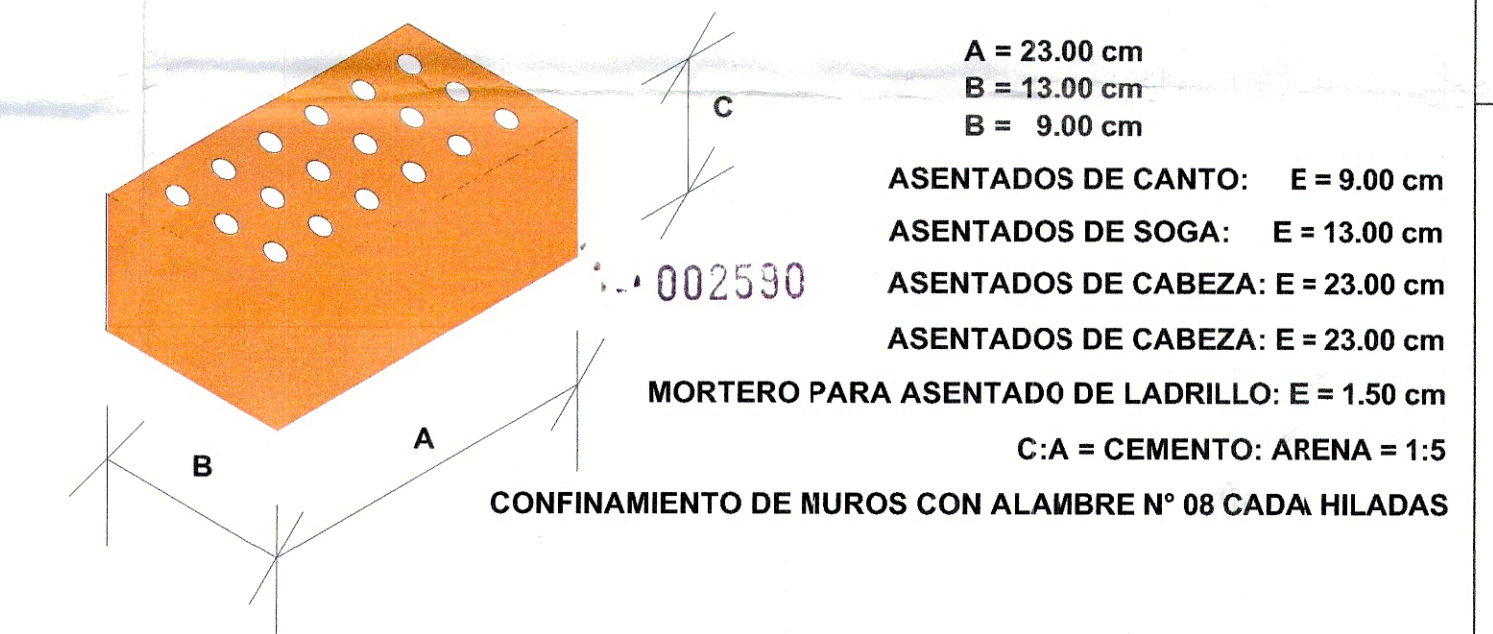 A = 23.00 cm
B = 13.00 cm
B = 9.00 cm
C
ASENTADOS DE CANTO: E = 9.00 cm
ASENTADOS DE SOGA: E = 13.00 cm
002590
ASENTADOS DE CABEZA: E = 23.00 cm
ASENTADOS DE CABEZA: E = 23.00 cm
MORTERO PARA ASENTADO DE LADRILLO: E = 1.50 cm
A
B
C:A = CEMENTO: ARENA = 1:5
CONFINAMIENTO DE MUROS CON ALAMBRE N° 08 CADA HILADAS